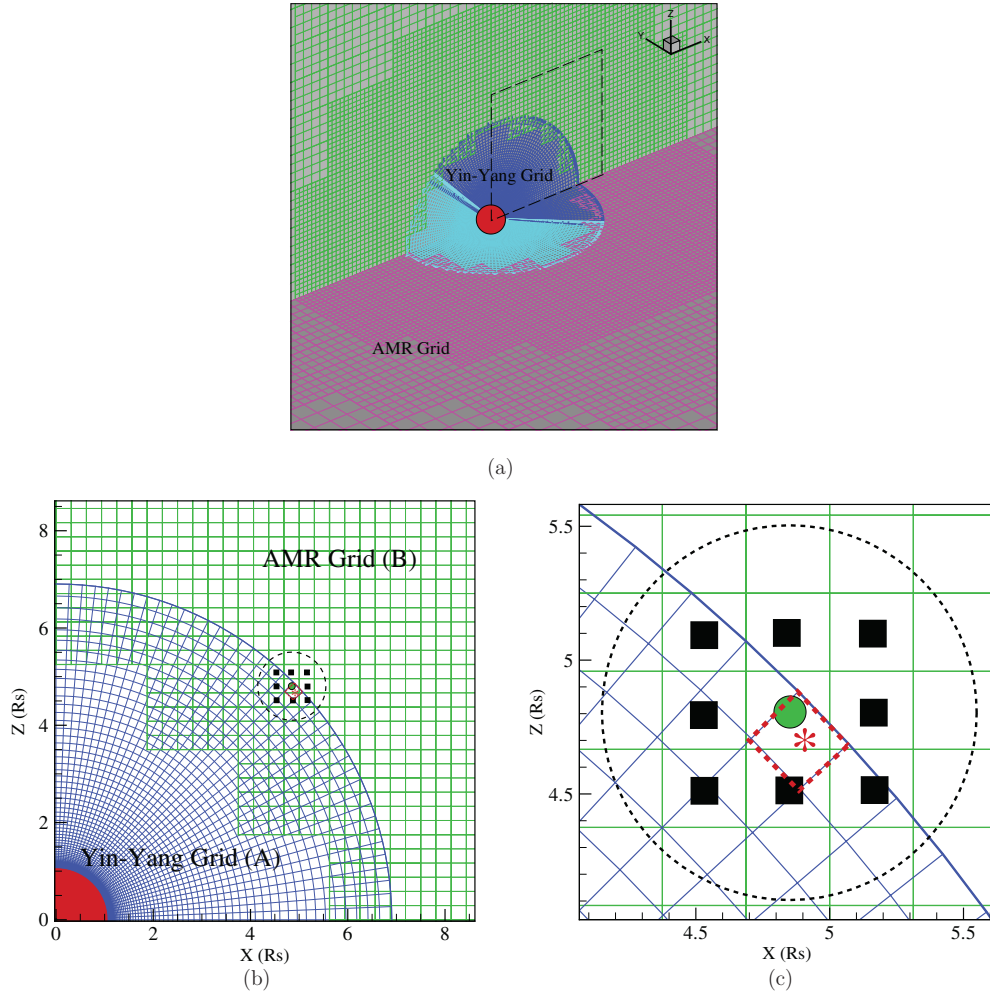 Z
Y
X
Yin-Yang Grid
AMR Grid
(a)
8
6
4
2
0
Z (Rs)
AMR Grid (B)
Yin-Yang Grid (A)
0
2
4
6
8
X (Rs)
(b)
5.5
5
4.5
Z (Rs)
*
4.5
5
5.5
X (Rs)
(c)